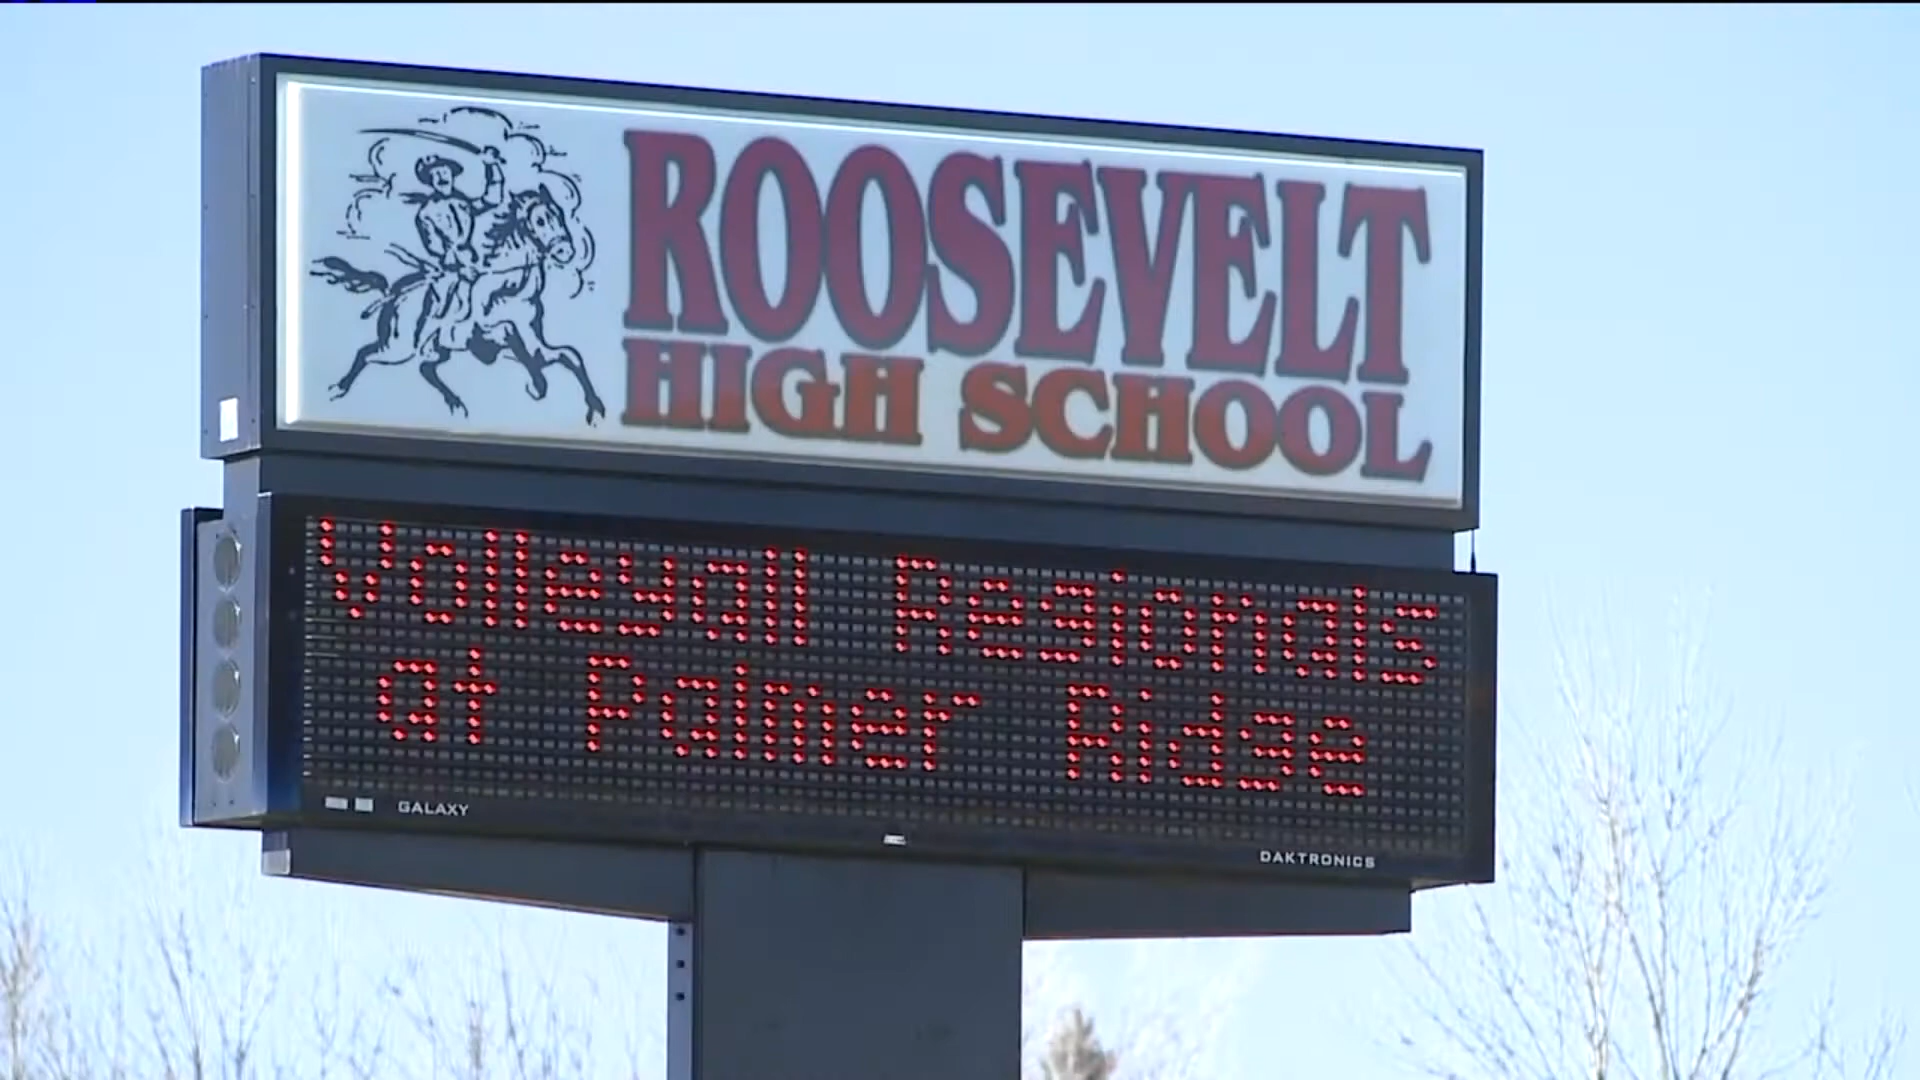 ROOSEVELT
HIGH SCHOOL
Volleyall Regionals
at Palmer Ridge
GALAXY
DAKTRONICS